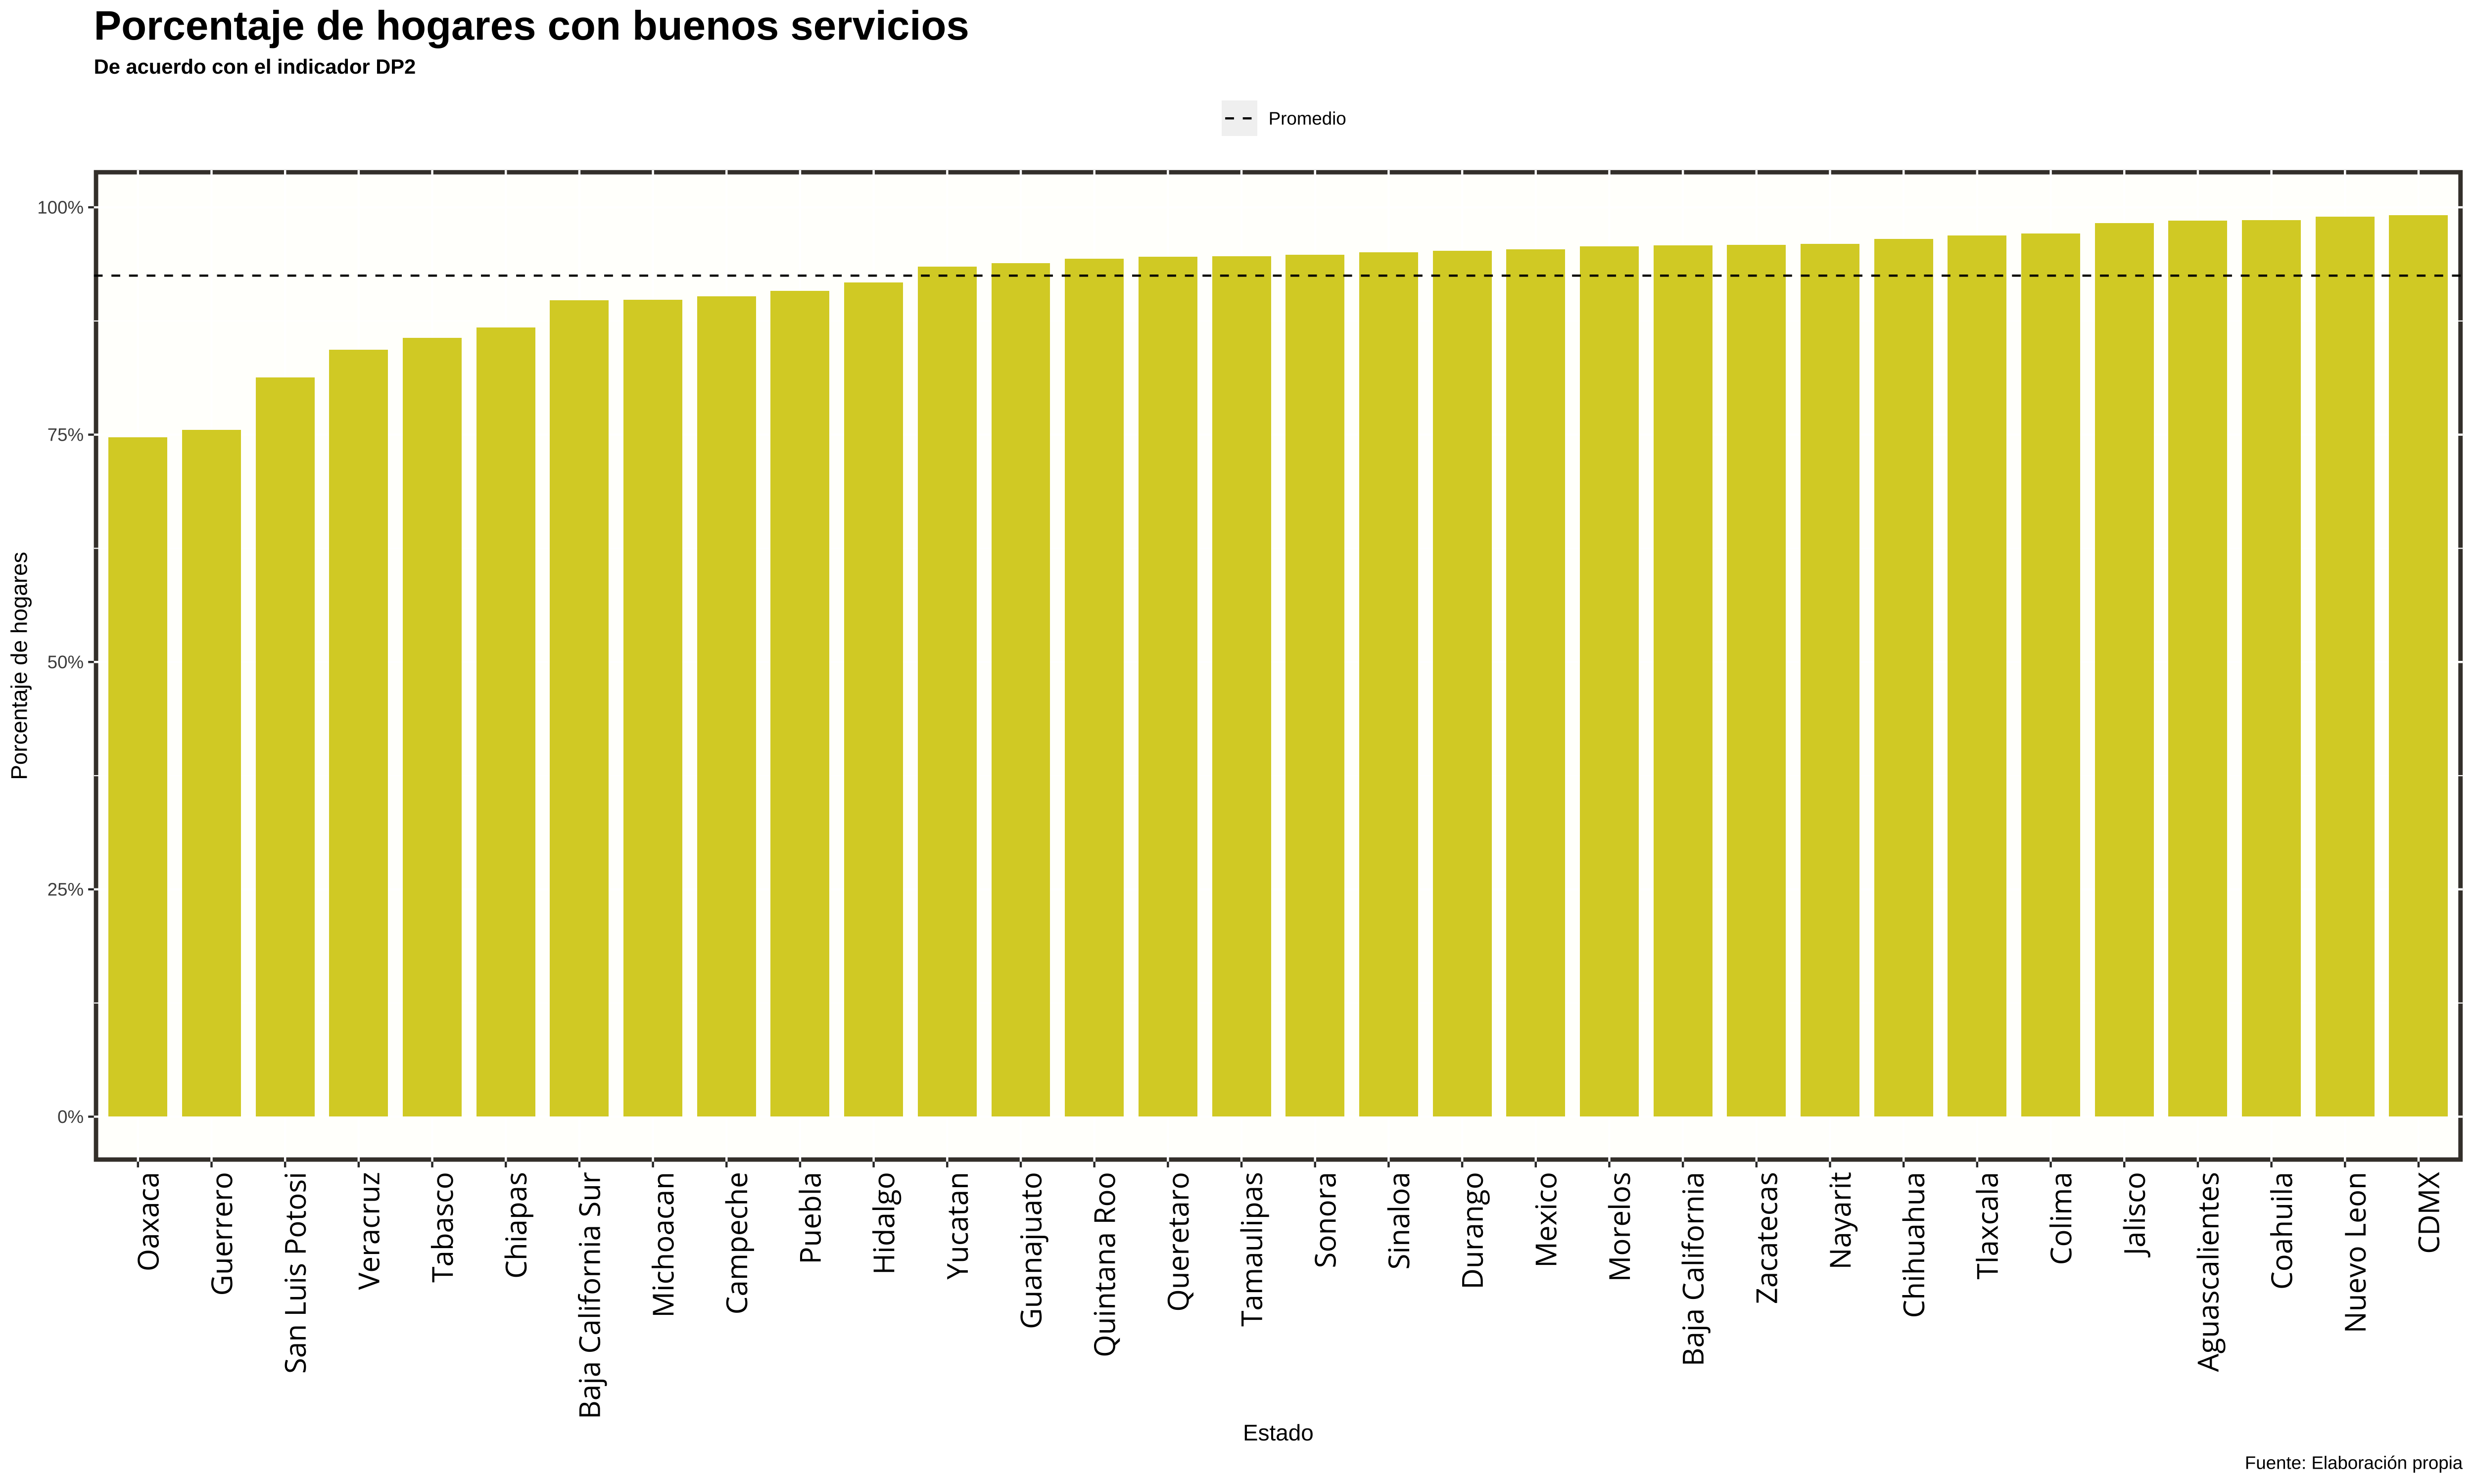 Porcentaje de hogares con buenos servicios
De acuerdo con el indicador DP2
Promedio
100%
75%
50%
25%
0%
Porcentaje de hogares
Oaxaca
Guerrero
San Luis Potosi
Veracruz
Tabasco
Chiapas
Baja California Sur
Michoacan
Campeche
Puebla
Hidalgo
Yucatan
Guanajuato
Quintana Roo
Queretaro
Tamaulipas
Sonora
Sinaloa
Durango
Mexico
Morelos
Baja California
Zacatecas
Nayarit
Chihuahua
Tlaxcala
Colima
Jalisco
Aguascalientes
Coahuila
Nuevo Leon
CDMX
Estado
Fuente: Elaboración propia